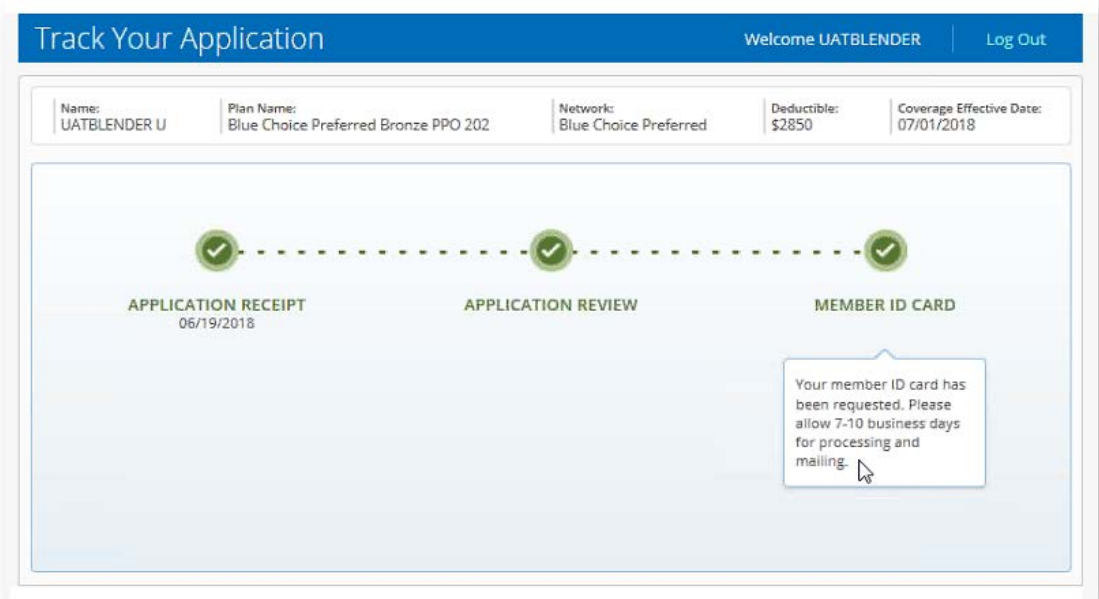 Track Your Application
Welcome UATBLENDER
Log Out
Name:
UATBLENDER U
Plan Name:
Blue Choice Preferred Bronze PPO 202
Network:
Blue Choice Preferred
Deductible:
$2850
Coverage Effective Date:
07/01/2018
APPLICATION RECEIPT
06/19/2018
APPLICATION REVIEW
MEMBER ID CARD
Your member ID card has
been requested. Please
allow 7-10 business days
for processing and
mailing.